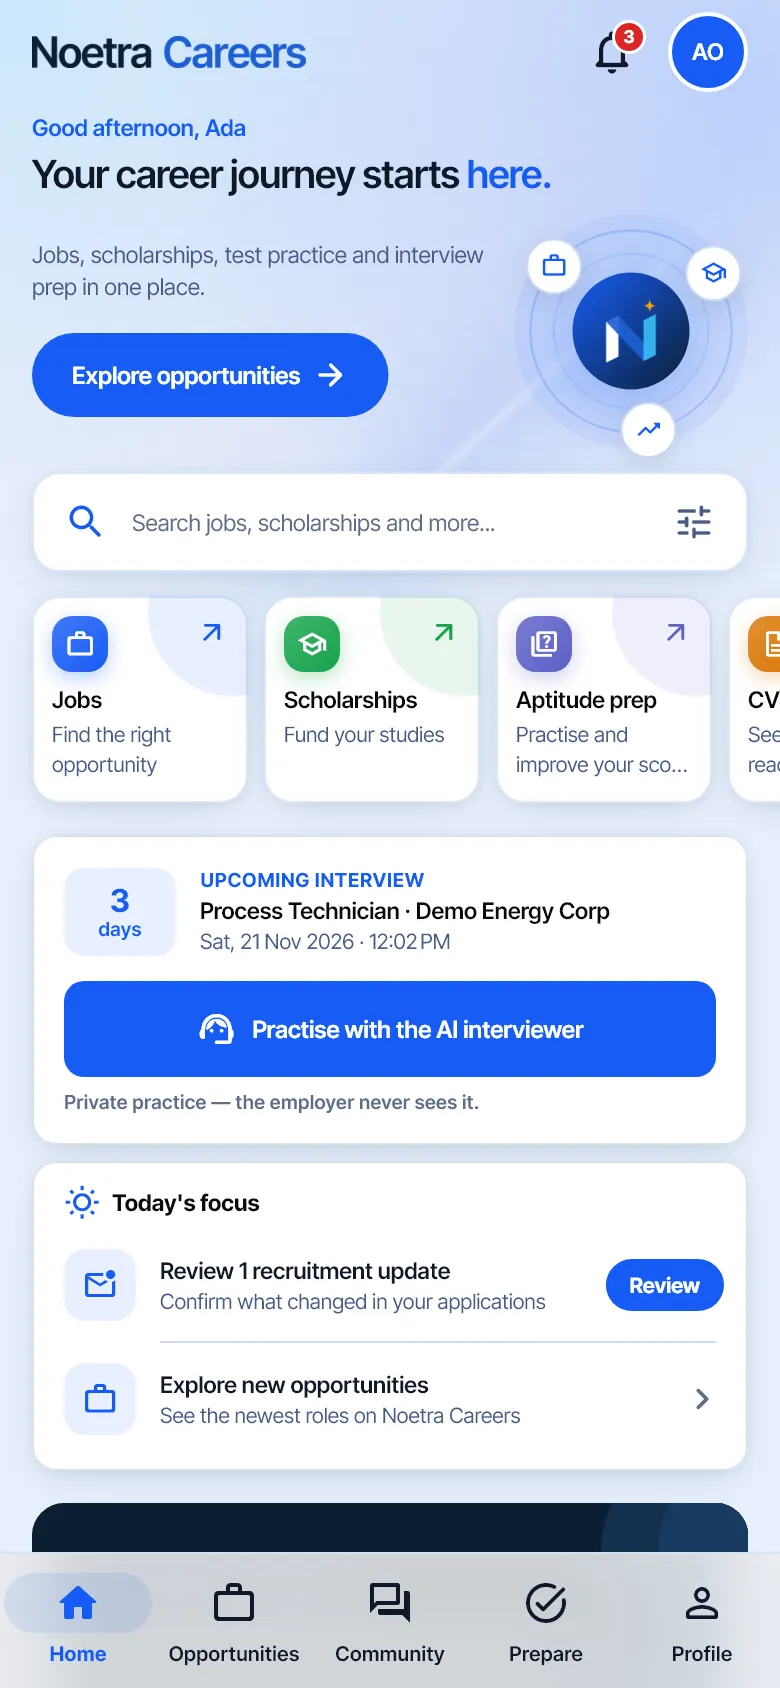 Noetra Careers
3
AO
Good afternoon, Ada
Your career journey starts here.
Jobs, scholarships, test practice and interview
prep in one place.
Explore opportunities
Search jobs, scholarships and more...
Jobs
Find the right
opportunity
Scholarships
Fund your studies
Aptitude prep
Practise and
improve your sco...
CV
See
3
days
UPCOMING INTERVIEW
Process Technician · Demo Energy Corp
Sat, 21 Nov 2026 · 12:02 PM
Practise with the AI interviewer
Private practice — the employer never sees it.
Today's focus
Review 1 recruitment update
Confirm what changed in your applications
Review
Explore new opportunities
See the newest roles on Noetra Careers
Home
Opportunities
Community
Prepare
Profile